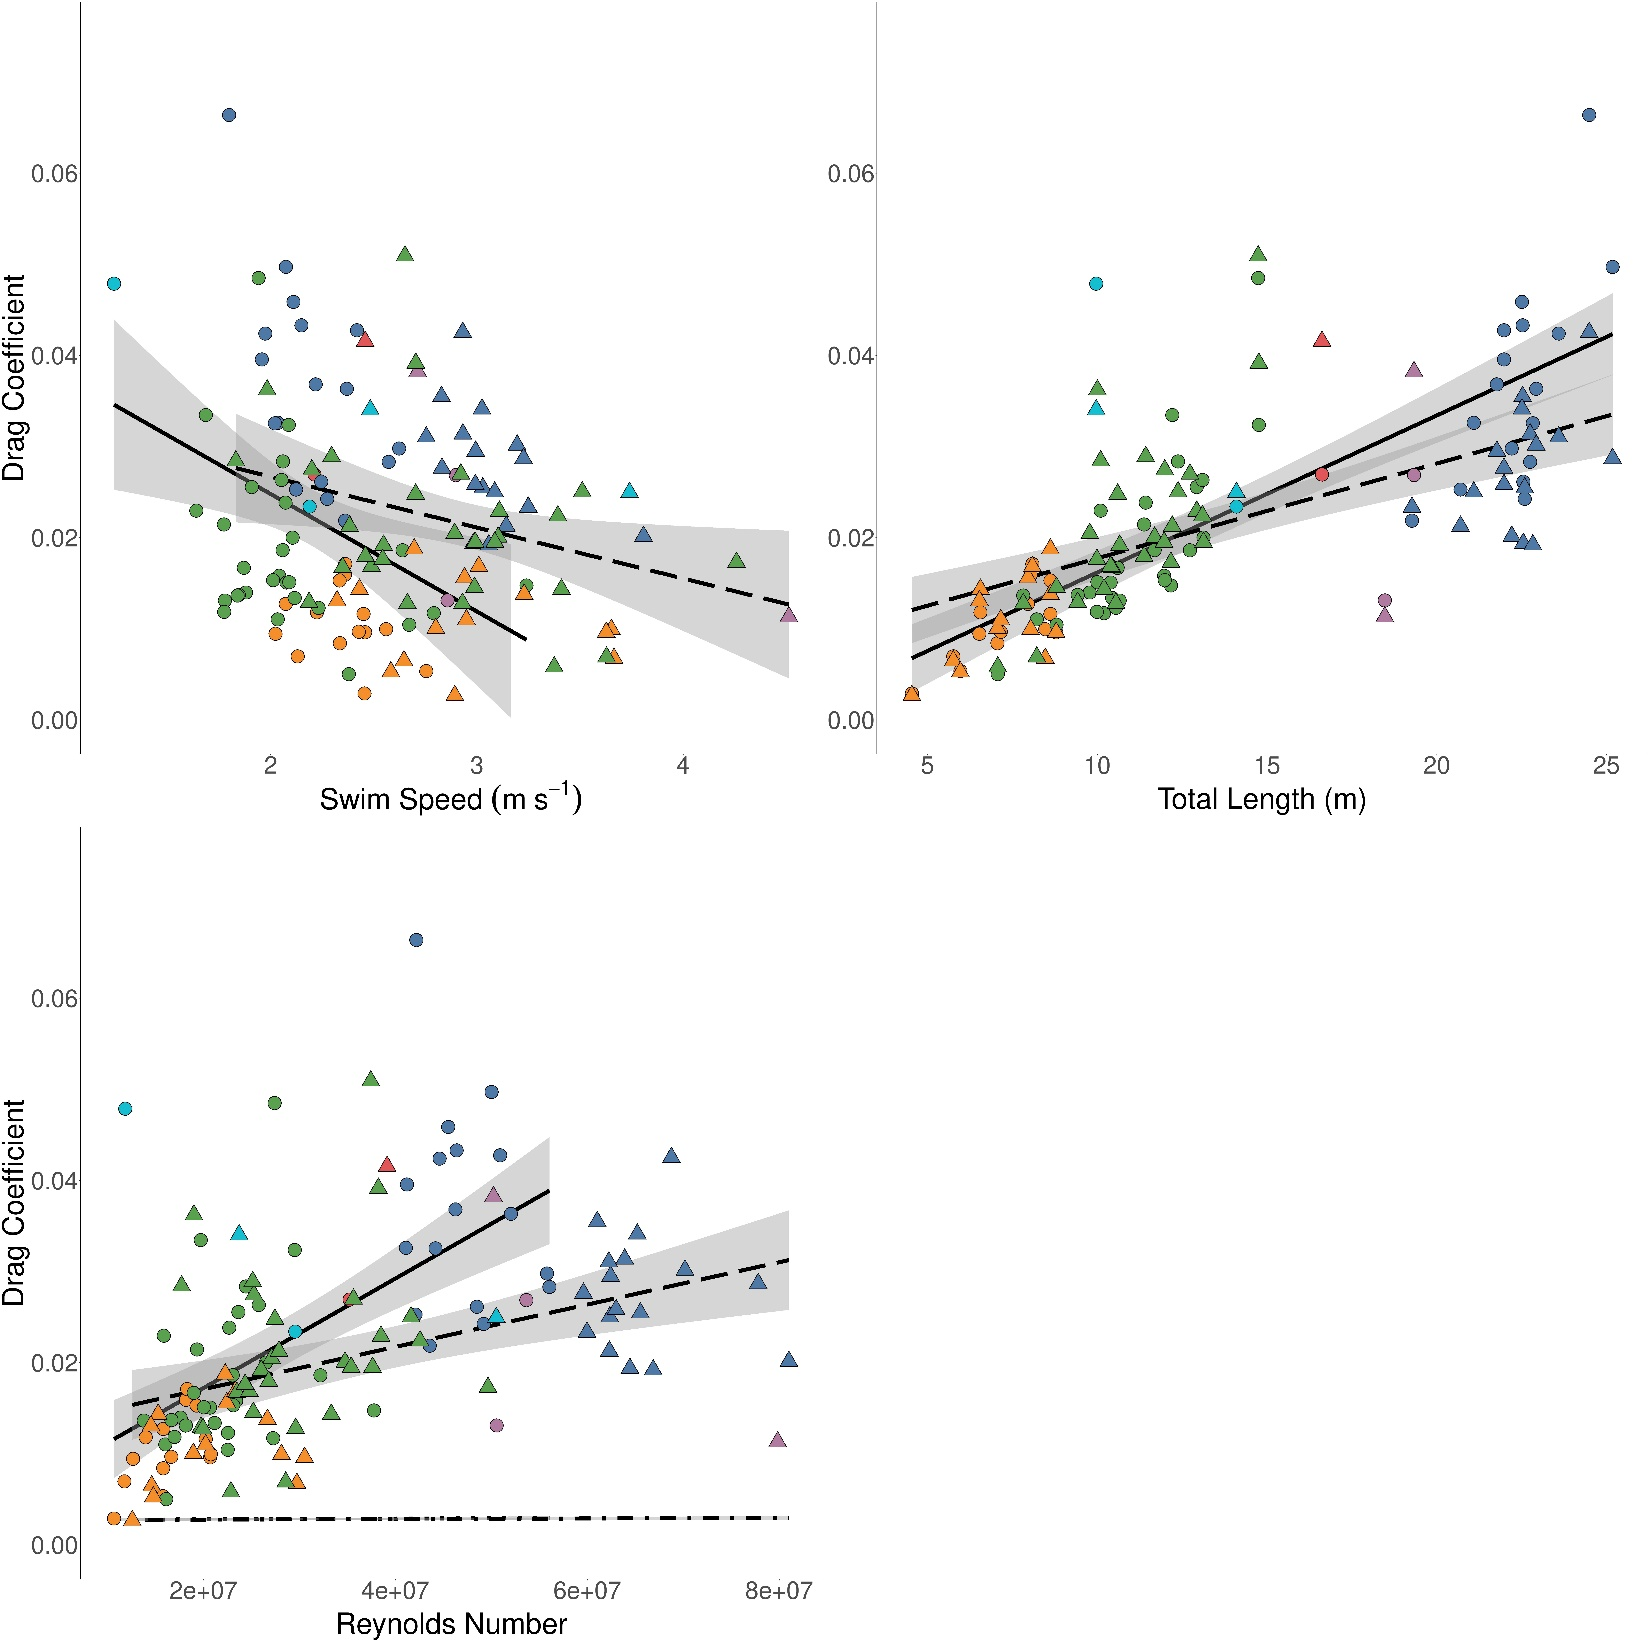 Drag Coefficient
0.06
0.04
0.02
0.00
2 3 4
Swim Speed (m s⁻¹)
0.06
0.04
0.02
0.00
5 10 15 20 25
Total Length (m)
Drag Coefficient
0.06
0.04
0.02
0.00
2e+07 4e+07 6e+07 8e+07
Reynolds Number